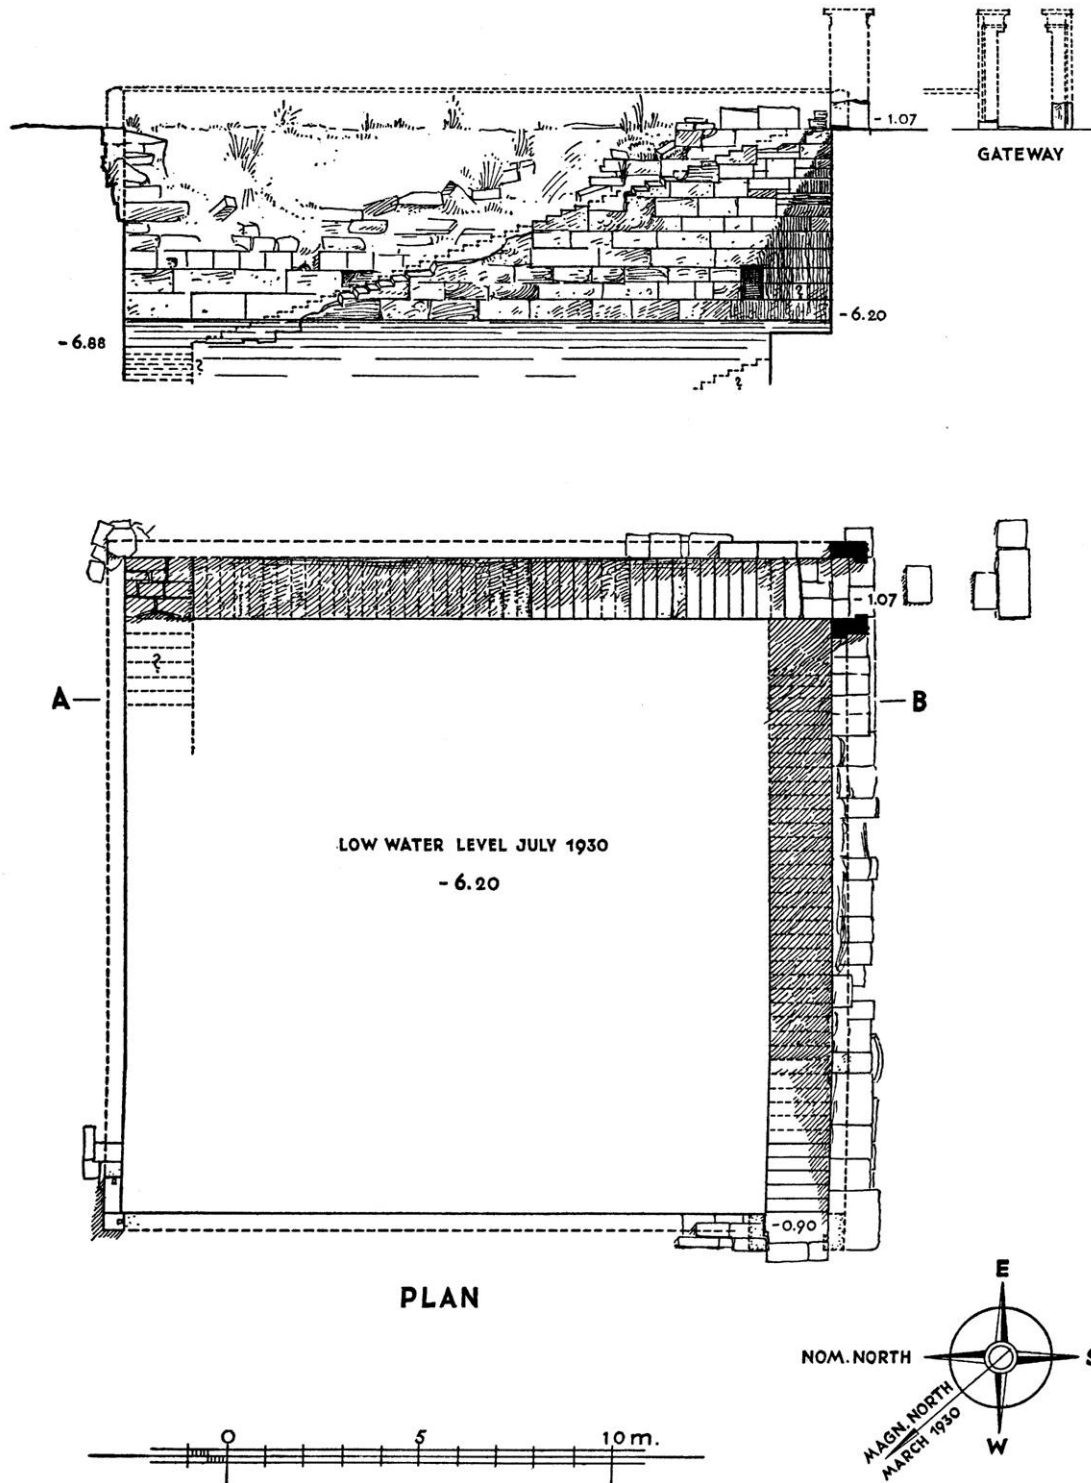 - 1.07
GATEWAY
- 6.20
- 6.88
?
?
?
- 1.07
?
A
B
LOW WATER LEVEL JULY 1930
- 6.20
- 0.90
PLAN
E
NOM. NORTH
S
MAGN. NORTH
MARCH 1930
W
0 5 10 m.